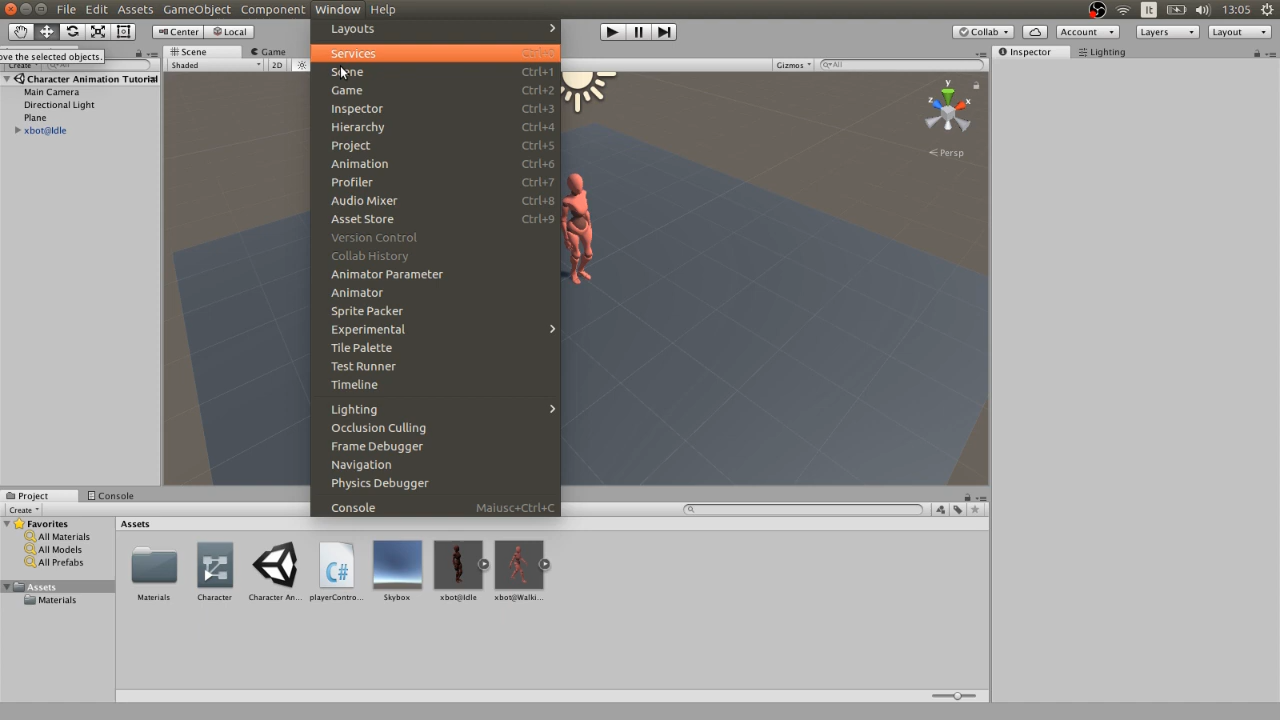 File Edit Assets GameObject Component Window Help
lt 13:05
Center Local
Collab Account Layers Layout
ove the selected objects.
Create All
Character Animation Tutorial
Main Camera
Directional Light
Plane
xbot@Idle
Scene Game
Shaded 2D
Gizmos All
y
z x
Persp
Inspector Lighting
Layouts
Services Ctrl+0
Scene Ctrl+1
Game Ctrl+2
Inspector Ctrl+3
Hierarchy Ctrl+4
Project Ctrl+5
Animation Ctrl+6
Profiler Ctrl+7
Audio Mixer Ctrl+8
Asset Store Ctrl+9
Version Control
Collab History
Animator Parameter
Animator
Sprite Packer
Experimental
Tile Palette
Test Runner
Timeline
Lighting
Occlusion Culling
Frame Debugger
Navigation
Physics Debugger
Console Maiusc+Ctrl+C
Project Console
Create
Favorites
All Materials
All Models
All Prefabs
Assets
Materials
Assets
C#
Materials Character Character An... playerContro... Skybox xbot@Idle xbot@Walki...